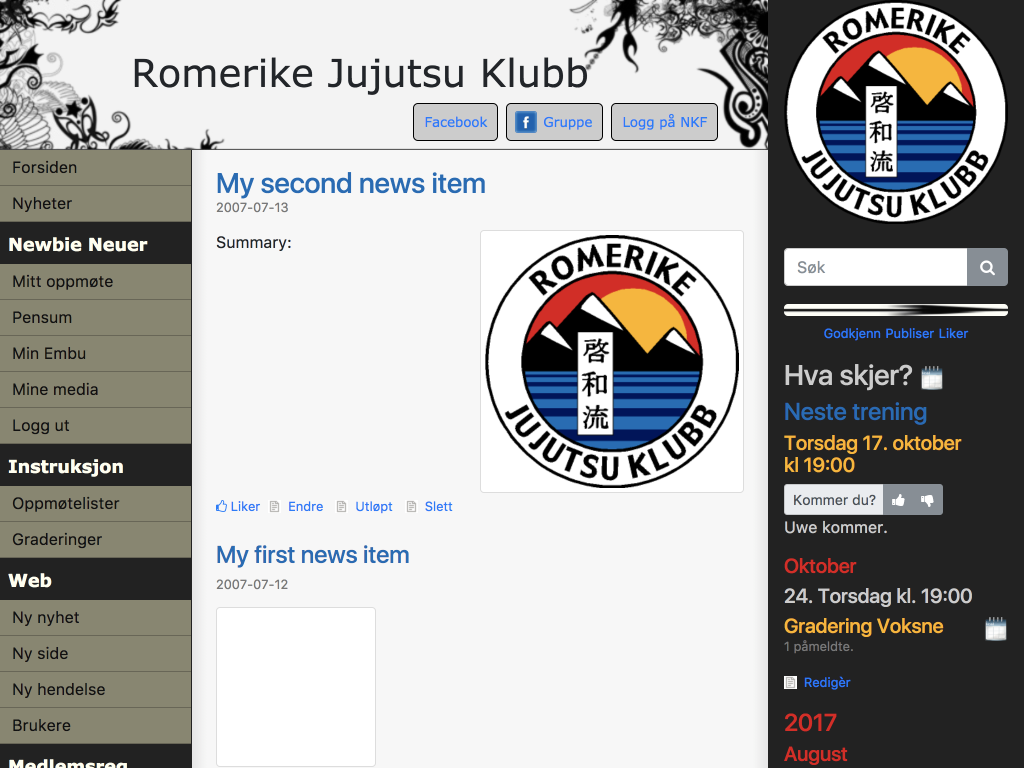 Romerike Jujutsu Klubb
Facebook
Gruppe
Logg på NKF
Forsiden
Nyheter
Newbie Neuer
Mitt oppmøte
Pensum
Min Embu
Mine media
Logg ut
Instruksjon
Oppmøtelister
Graderinger
Web
Ny nyhet
Ny side
Ny hendelse
Brukere
Medlemsreg
My second news item
2007-07-13
Summary:
ROMERIKE
啓和流
JUJUTSU KLUBB
Liker
Endre
Utløpt
Slett
My first news item
2007-07-12
ROMERIKE
啓和流
JUJUTSU KLUBB
Søk
Godkjenn Publiser Liker
Hva skjer?
Neste trening
Torsdag 17. oktober
kl 19:00
Kommer du?
Uwe kommer.
Oktober
24. Torsdag kl. 19:00
Gradering Voksne
1 påmeldte.
Redigèr
2017
August